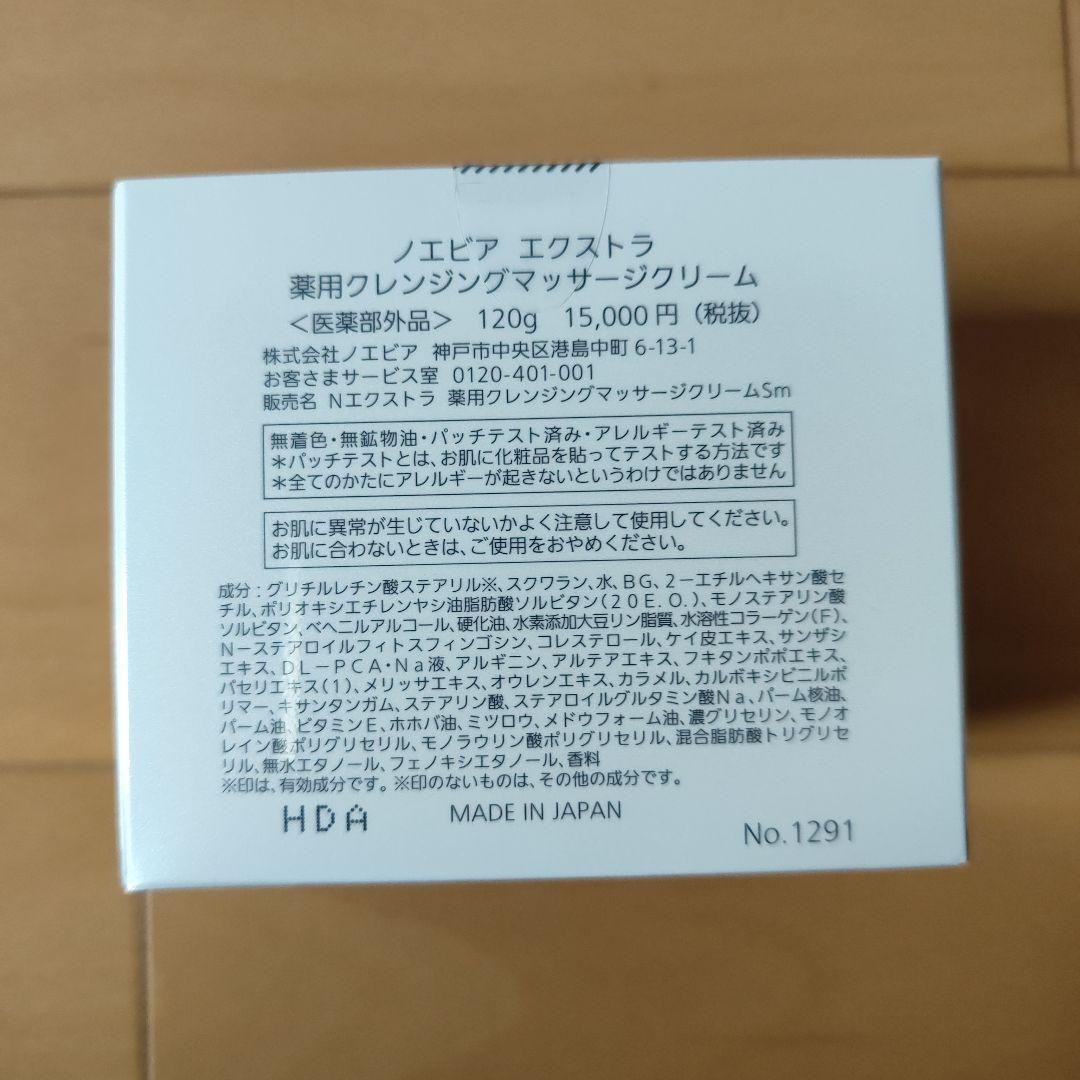 ノエビア エクストラ
薬用クレンジングマッサージクリーム
＜医薬部外品＞ 120g 15,000円（税抜）
株式会社ノエビア 神戸市中央区港島中町6-13-1
お客さまサービス室 0120-401-001
販売名 Nエクストラ 薬用クレンジングマッサージクリームSm
無着色・無鉱物油・パッチテスト済み・アレルギーテスト済み
＊パッチテストとは、お肌に化粧品を貼ってテストする方法です
＊全てのかたにアレルギーが起きないというわけではありません
お肌に異常が生じていないかよく注意して使用してください。
お肌に合わないときは、ご使用をおやめください。
成分：グリチルレチン酸ステアリル※、スクワラン、水、BG、2－エチルヘキサン酸セ
チル、ポリオキシエチレンヤシ油脂肪酸ソルビタン（20E.O.）、モノステアリン酸
ソルビタン、ベヘニルアルコール、硬化油、水素添加大豆リン脂質、水溶性コラーゲン（F）、
N－ステアロイルフィトスフィンゴシン、コレステロール、ケイ皮エキス、サンザシ
エキス、DL－PCA・Na液、アルギニン、アルテアエキス、フキタンポポエキス、
パセリエキス（1）、メリッサエキス、オウレンエキス、カラメル、カルボキシビニルポ
リマー、キサンタンガム、ステアリン酸、ステアロイルグルタミン酸Na、パーム核油、
パーム油、ビタミンE、ホホバ油、ミツロウ、メドウフォーム油、濃グリセリン、モノオ
レイン酸ポリグリセリル、モノラウリン酸ポリグリセリル、混合脂肪酸トリグリセ
リル、無水エタノール、フェノキシエタノール、香料
※印は、有効成分です。※印のないものは、その他の成分です。
HDA MADE IN JAPAN No.1291